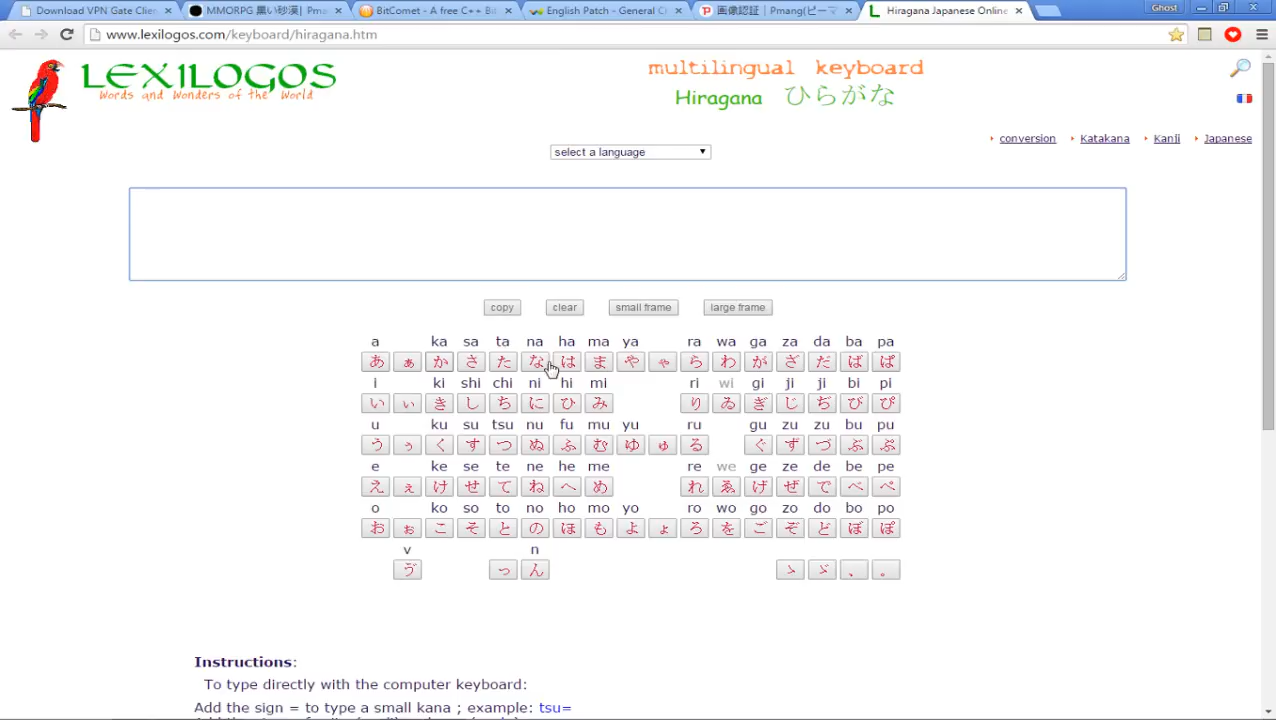 Download VPN Gate Clie
MMORPG 黒い砂漠| Pma
BitComet - A free C++ Bit
English Patch - General C
画像認証 | Pmang(ピーマ
Hiragana Japanese Online
Ghost
www.lexilogos.com/keyboard/hiragana.htm
LEXILOGOS
Words and Wonders of the World
multilingual keyboard
Hiragana ひらがな
conversion Katakana Kanji Japanese
select a language
copy clear small frame large frame
a ka sa ta na ha ma ya ra wa ga za da ba pa
あ ぁ か さ た な は ま や ゃ ら わ が ざ だ ば ぱ
i ki shi chi ni hi mi ri wi gi ji ji bi pi
い ぃ き し ち に ひ み り ゐ ぎ じ ぢ び ぴ
u ku su tsu nu fu mu yu ru gu zu zu bu pu
う ぅ く す つ ぬ ふ む ゆ ゅ る ぐ ず づ ぶ ぷ
e ke se te ne he me re we ge ze de be pe
え ぇ け せ て ね へ め れ ゑ げ ぜ で べ ぺ
o ko so to no ho mo yo ro wo go zo do bo po
お ぉ こ そ と の ほ も よ ょ ろ を ご ぞ ど ぼ ぽ
v n
ゔ っ ん ゝ ゞ 、 。
Instructions:
To type directly with the computer keyboard:
Add the sign = to type a small kana ; example: tsu=